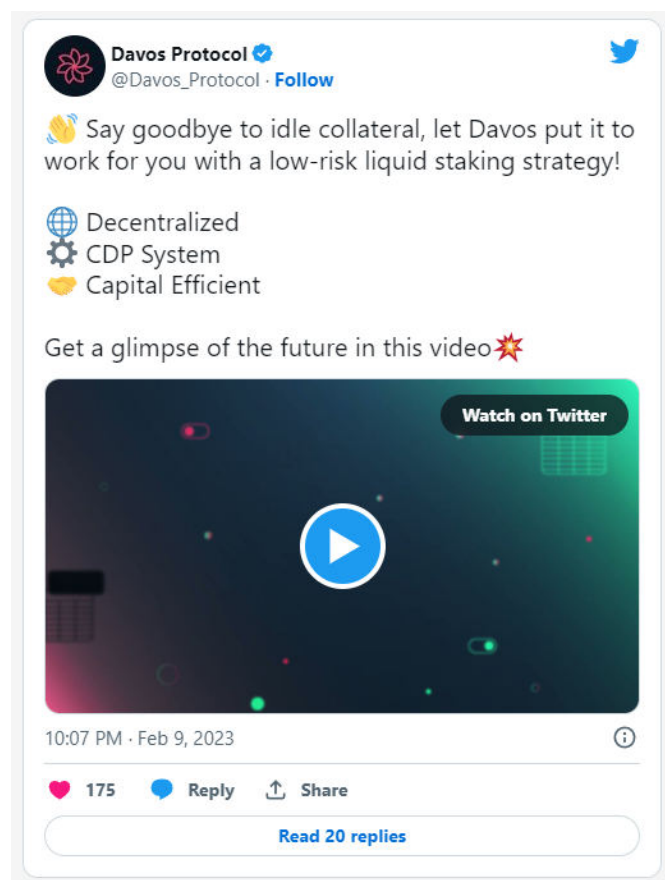 Davos Protocol
@Davos_Protocol · Follow
👋 Say goodbye to idle collateral, let Davos put it to
work for you with a low-risk liquid staking strategy!
🌐 Decentralized
⚙️ CDP System
🤝 Capital Efficient
Get a glimpse of the future in this video💥
Watch on Twitter
10:07 PM · Feb 9, 2023
175 Reply Share
Read 20 replies